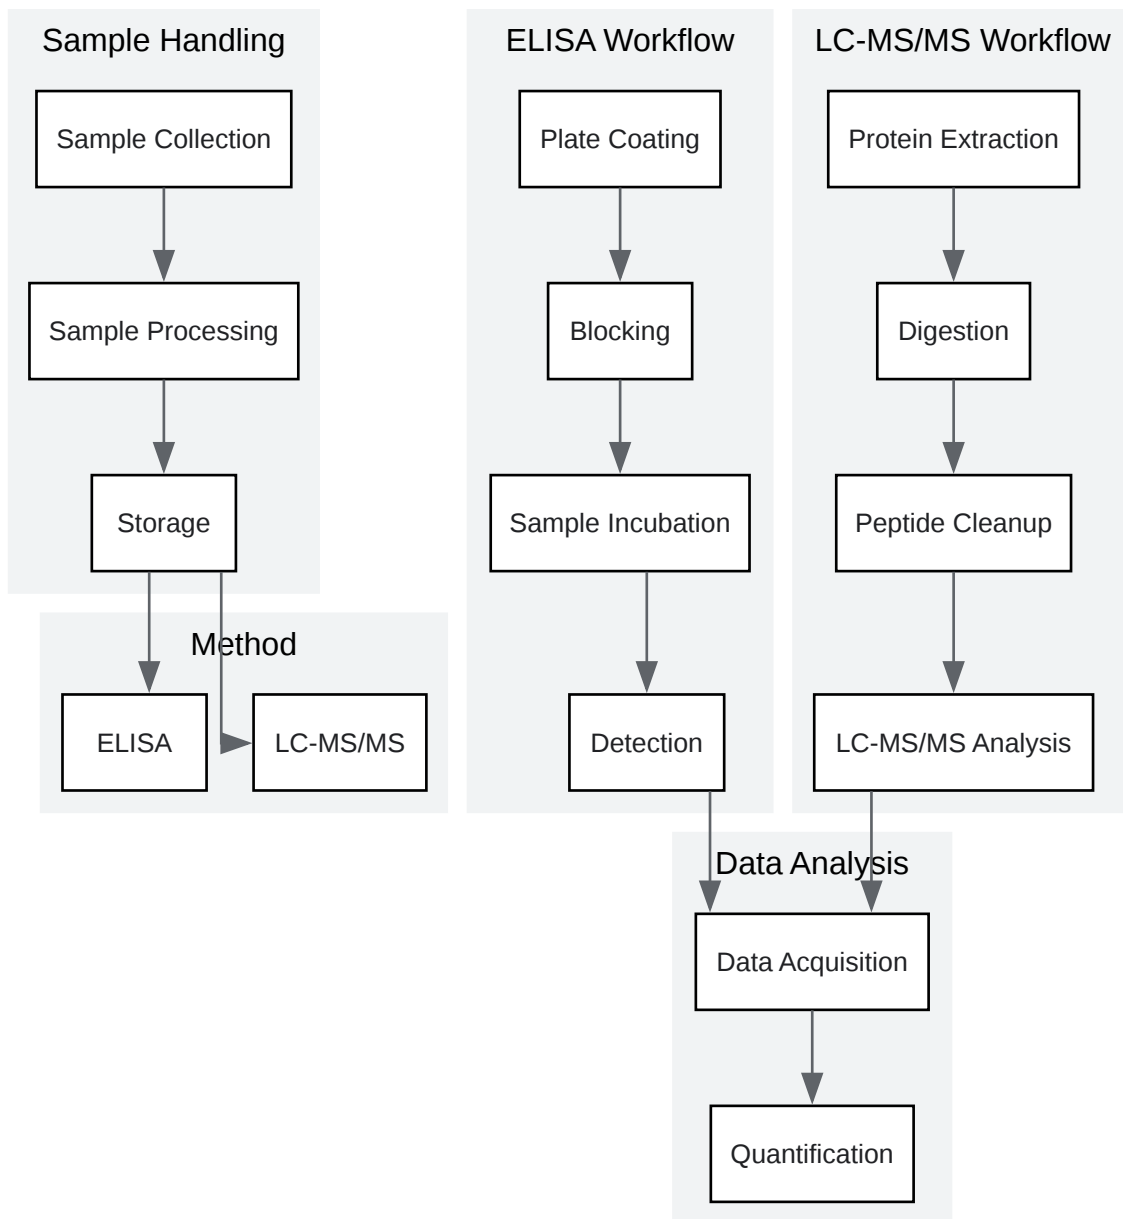 Sample Handling
Sample Collection
Sample Processing
Storage
Method
ELISA
LC-MS/MS
ELISA Workflow
Plate Coating
Blocking
Sample Incubation
Detection
LC-MS/MS Workflow
Protein Extraction
Digestion
Peptide Cleanup
LC-MS/MS Analysis
Data Analysis
Data Acquisition
Quantification